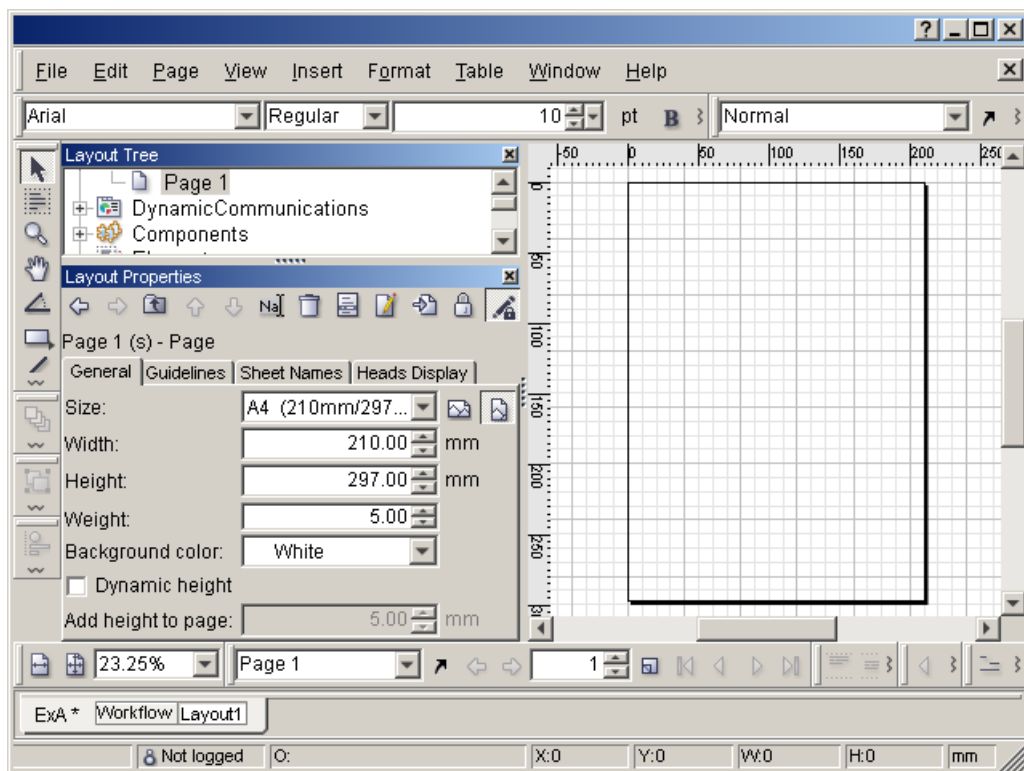 File Edit Page View Insert Format Table Window Help
Arial Regular 10 pt B Normal
Layout Tree
Page 1
DynamicCommunications
Components
Layout Properties
Na
Page 1 (s) - Page
General Guidelines Sheet Names Heads Display
Size: A4 (210mm/297...
Width: 210.00 mm
Height: 297.00 mm
Weight: 5.00
Background color: White
Dynamic height
Add height to page: 5.00 mm
-50 0 50 100 150 200
0
50
100
150
200
250
23.25% Page 1 1
ExA * Workflow Layout1
Not logged O: X:0 Y:0 W:0 H:0 mm